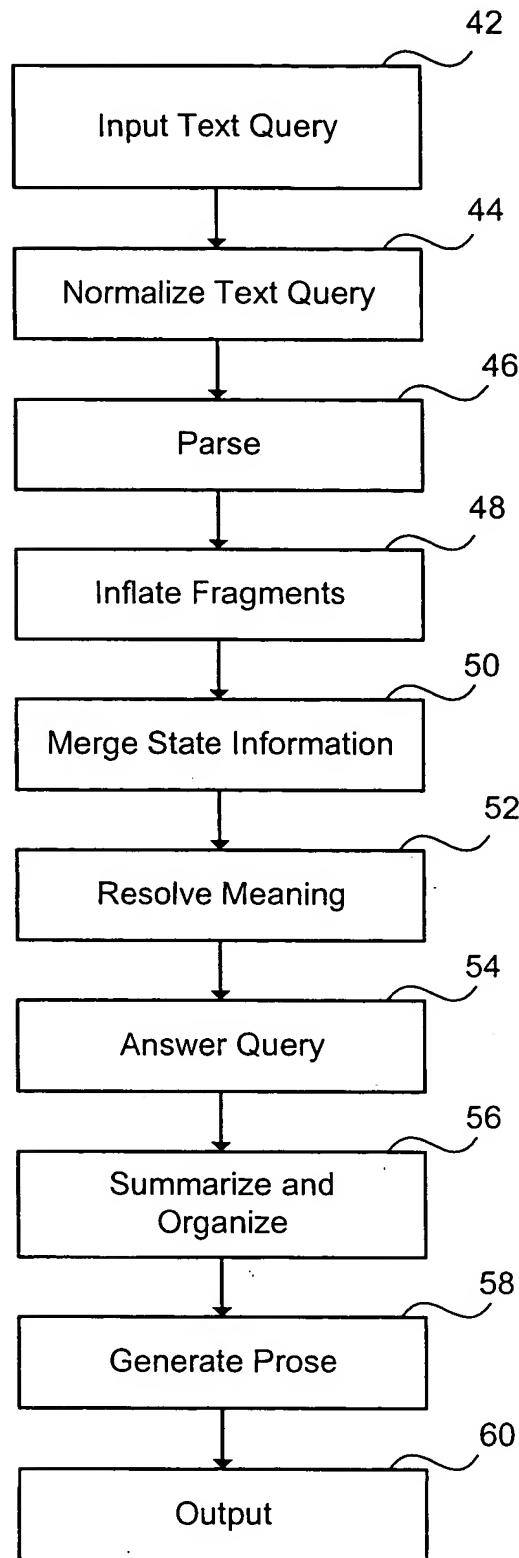 42
Input Text Query
44
Normalize Text Query
46
Parse
48
Inflate Fragments
50
Merge State Information
52
Resolve Meaning
54
Answer Query
56
Summarize and
Organize
58
Generate Prose
60
Output